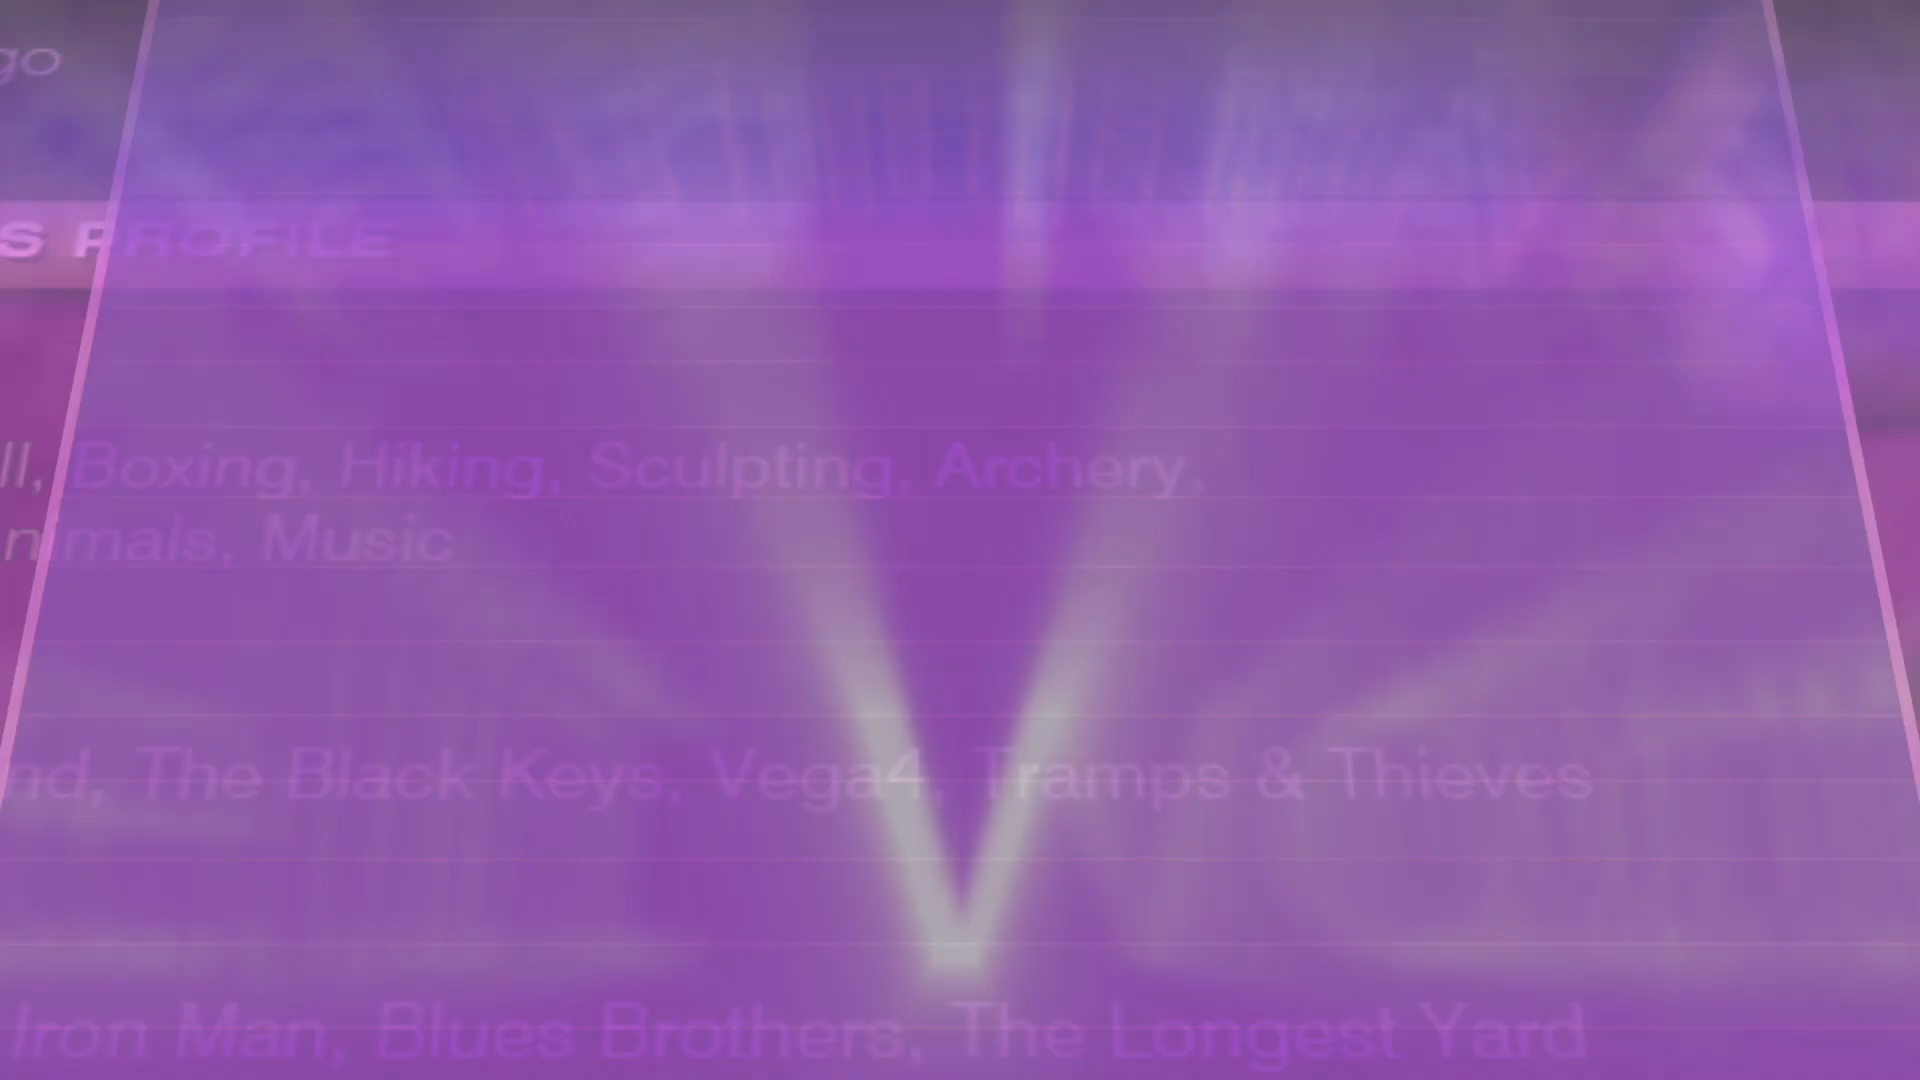 go
S PROFILE
ll, Boxing, Hiking, Sculpting, Archery,
nimals, Music
nd, The Black Keys, Vega4, Tramps & Thieves
Iron Man, Blues Brothers, The Longest Yard